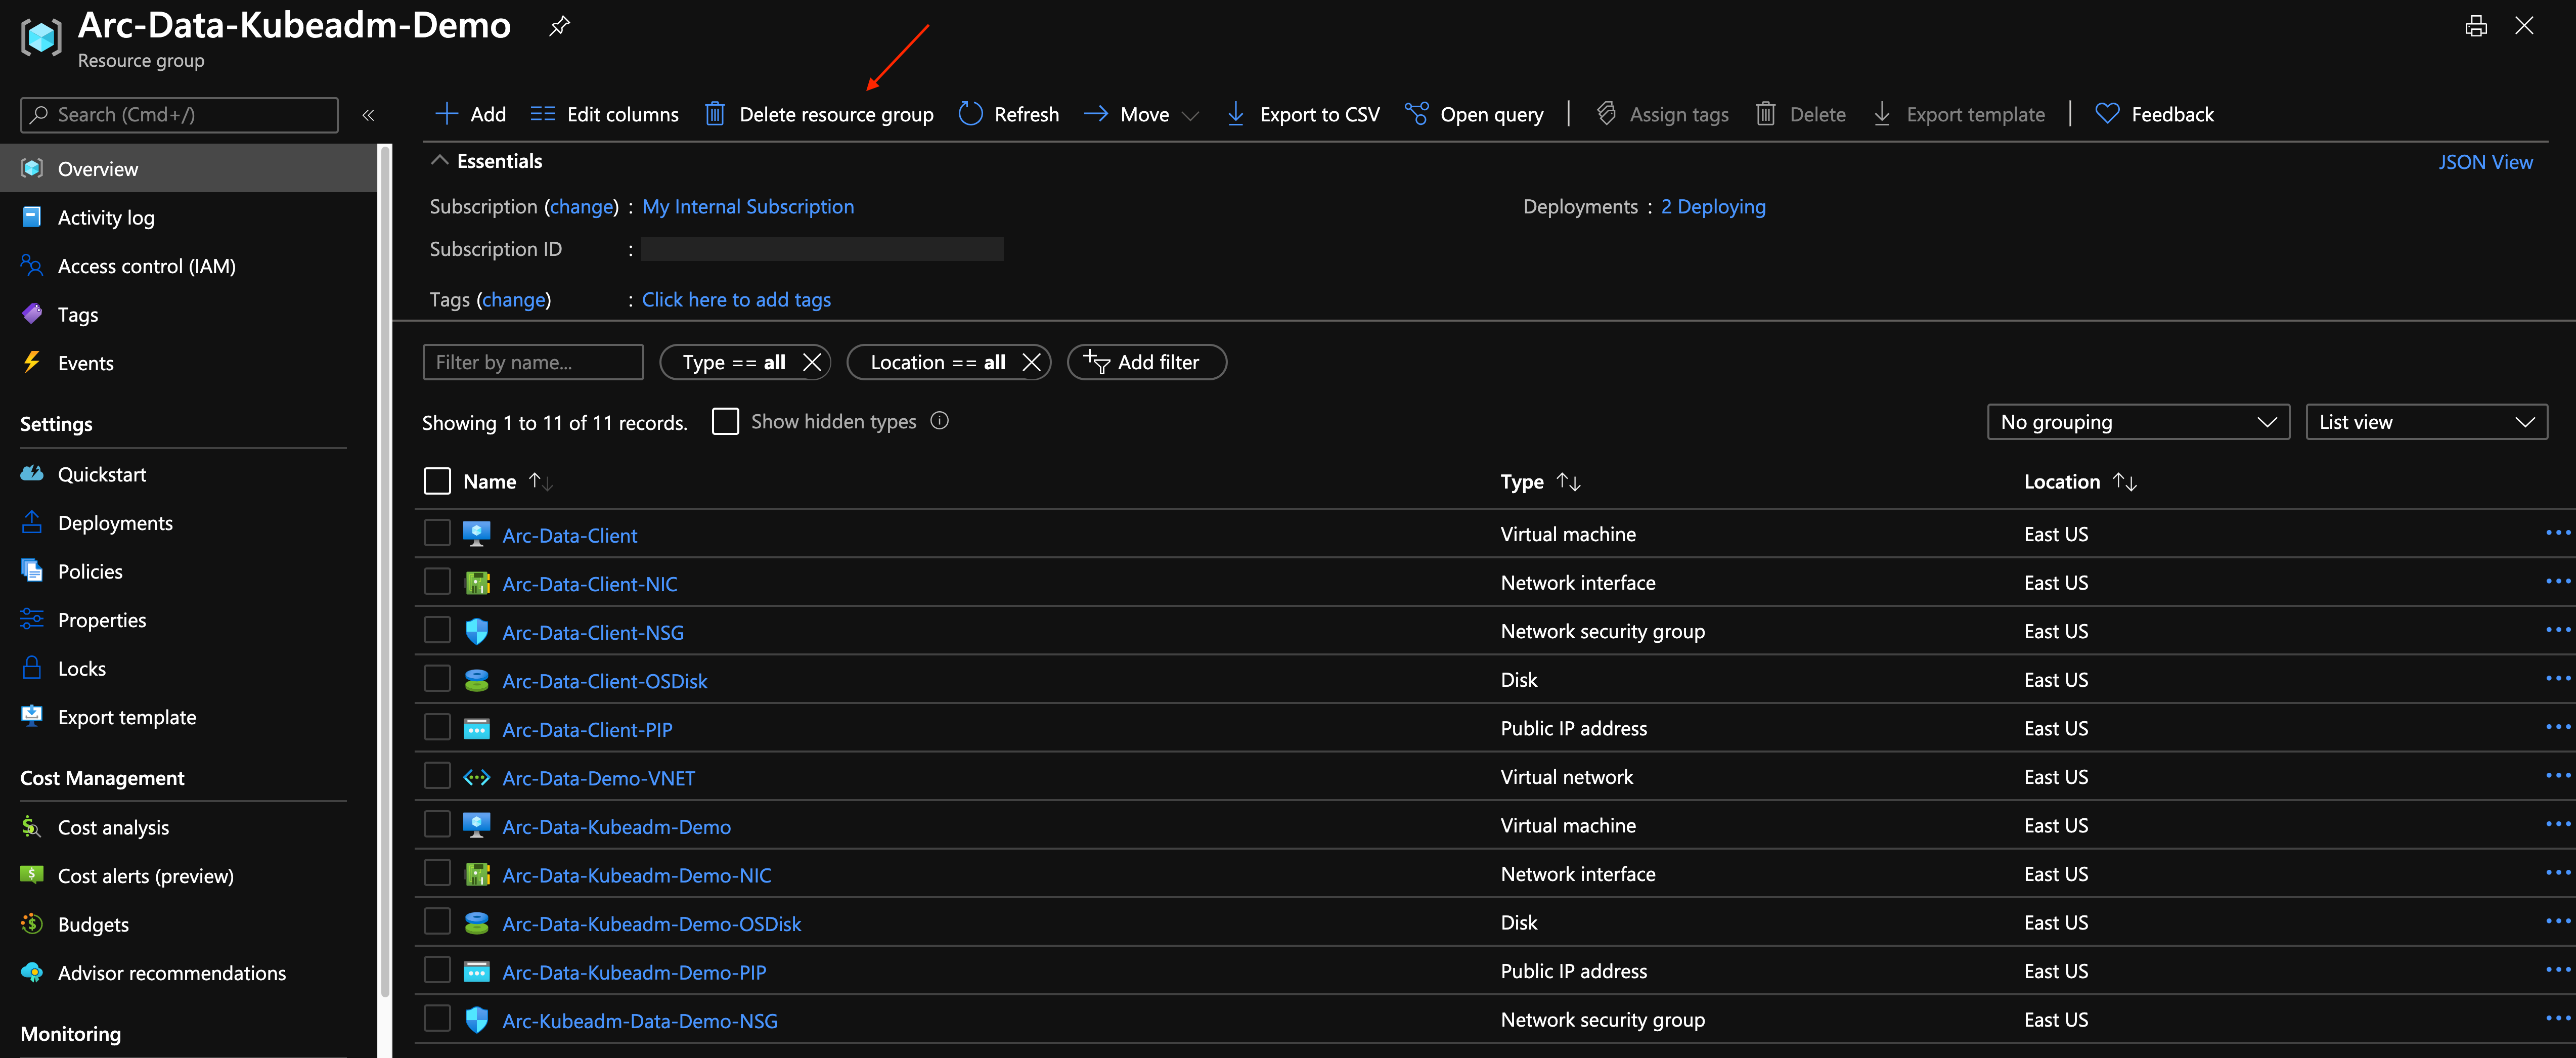 Arc-Data-Kubeadm-Demo
Resource group
Search (Cmd+/)
«
Add
Edit columns
Delete resource group
Refresh
Move
Export to CSV
Open query
Assign tags
Delete
Export template
Feedback
Overview
Activity log
Access control (IAM)
Tags
Events
Settings
Quickstart
Deployments
Policies
Properties
Locks
Export template
Cost Management
Cost analysis
Cost alerts (preview)
Budgets
Advisor recommendations
Monitoring
Essentials
JSON View
Subscription (change) : My Internal Subscription
Deployments : 2 Deploying
Subscription ID :
Tags (change) : Click here to add tags
Filter by name...
Type == all
Location == all
Add filter
Showing 1 to 11 of 11 records.
Show hidden types
No grouping
List view
Name Type Location
Arc-Data-Client Virtual machine East US
Arc-Data-Client-NIC Network interface East US
Arc-Data-Client-NSG Network security group East US
Arc-Data-Client-OSDisk Disk East US
Arc-Data-Client-PIP Public IP address East US
Arc-Data-Demo-VNET Virtual network East US
Arc-Data-Kubeadm-Demo Virtual machine East US
Arc-Data-Kubeadm-Demo-NIC Network interface East US
Arc-Data-Kubeadm-Demo-OSDisk Disk East US
Arc-Data-Kubeadm-Demo-PIP Public IP address East US
Arc-Kubeadm-Data-Demo-NSG Network security group East US